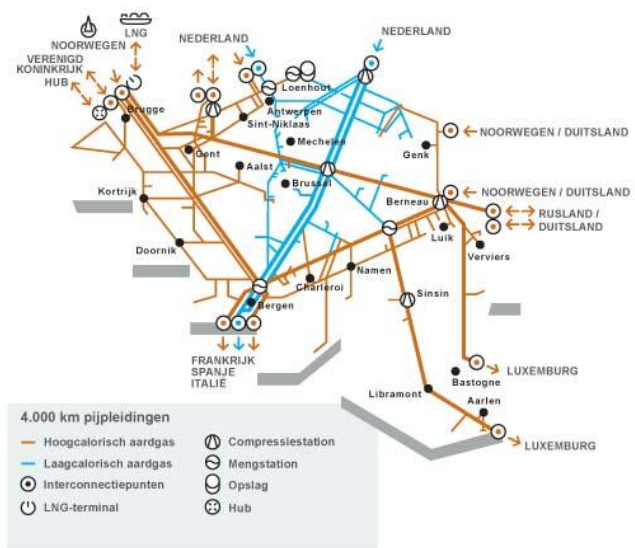 LNG
NOORWEGEN
NEDERLAND
NEDERLAND
VERENIGD
KONINKRIJK
HUB
Loenhout
Brugge
Antwerpen
Sint-Niklaas
NOORWEGEN / DUITSLAND
Mechelen
Gent
Genk
Aalst
Brussel
Kortrijk
Berneau
NOORWEGEN / DUITSLAND
RUSLAND /
DUITSLAND
Doornik
Luik
Verviers
Namen
Charleroi
Sinsin
Bergen
FRANKRIJK
SPANJE
ITALIË
LUXEMBURG
Bastogne
Libramont
Aarlen
LUXEMBURG
4.000 km pijpleidingen
Hoogcalorisch aardgas
Laagcalorisch aardgas
Interconnectiepunten
LNG-terminal
Compressiestation
Mengstation
Opslag
Hub